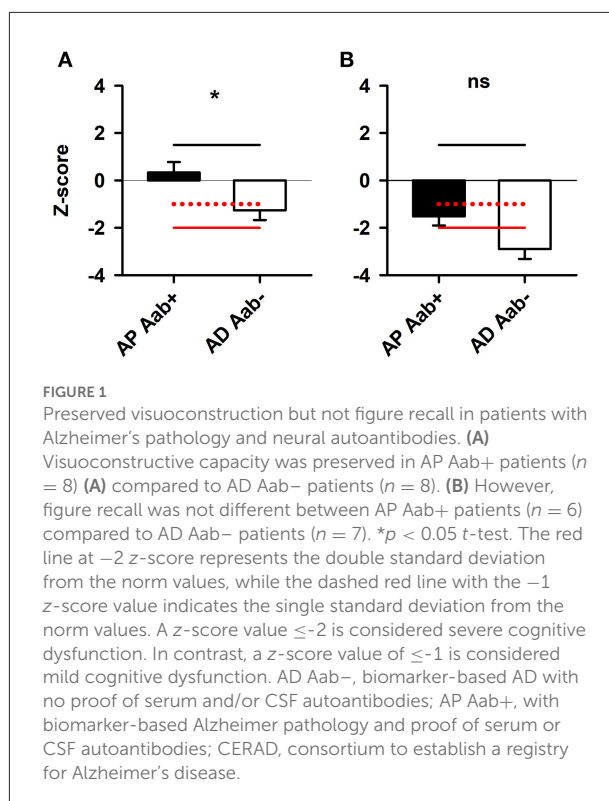 A
B
4
2
0
-2
-4
Z-score
*
AP Aab+
AD Aab-
4
2
0
-2
-4
ns
AP Aab+
AD Aab-
FIGURE 1
Preserved visuoconstruction but not figure recall in patients with
Alzheimer's pathology and neural autoantibodies. (A)
Visuoconstructive capacity was preserved in AP Aab+ patients (n
= 8) (A) compared to AD Aab− patients (n = 8). (B) However,
figure recall was not different between AP Aab+ patients (n = 6)
compared to AD Aab− patients (n = 7). *p < 0.05 t-test. The red
line at −2 z-score represents the double standard deviation
from the norm values, while the dashed red line with the −1
z-score value indicates the single standard deviation from the
norm values. A z-score value ≤-2 is considered severe cognitive
dysfunction. In contrast, a z-score value of ≤-1 is considered
mild cognitive dysfunction. AD Aab−, biomarker-based AD with
no proof of serum and/or CSF autoantibodies; AP Aab+, with
biomarker-based Alzheimer pathology and proof of serum or
CSF autoantibodies; CERAD, consortium to establish a registry
for Alzheimer's disease.